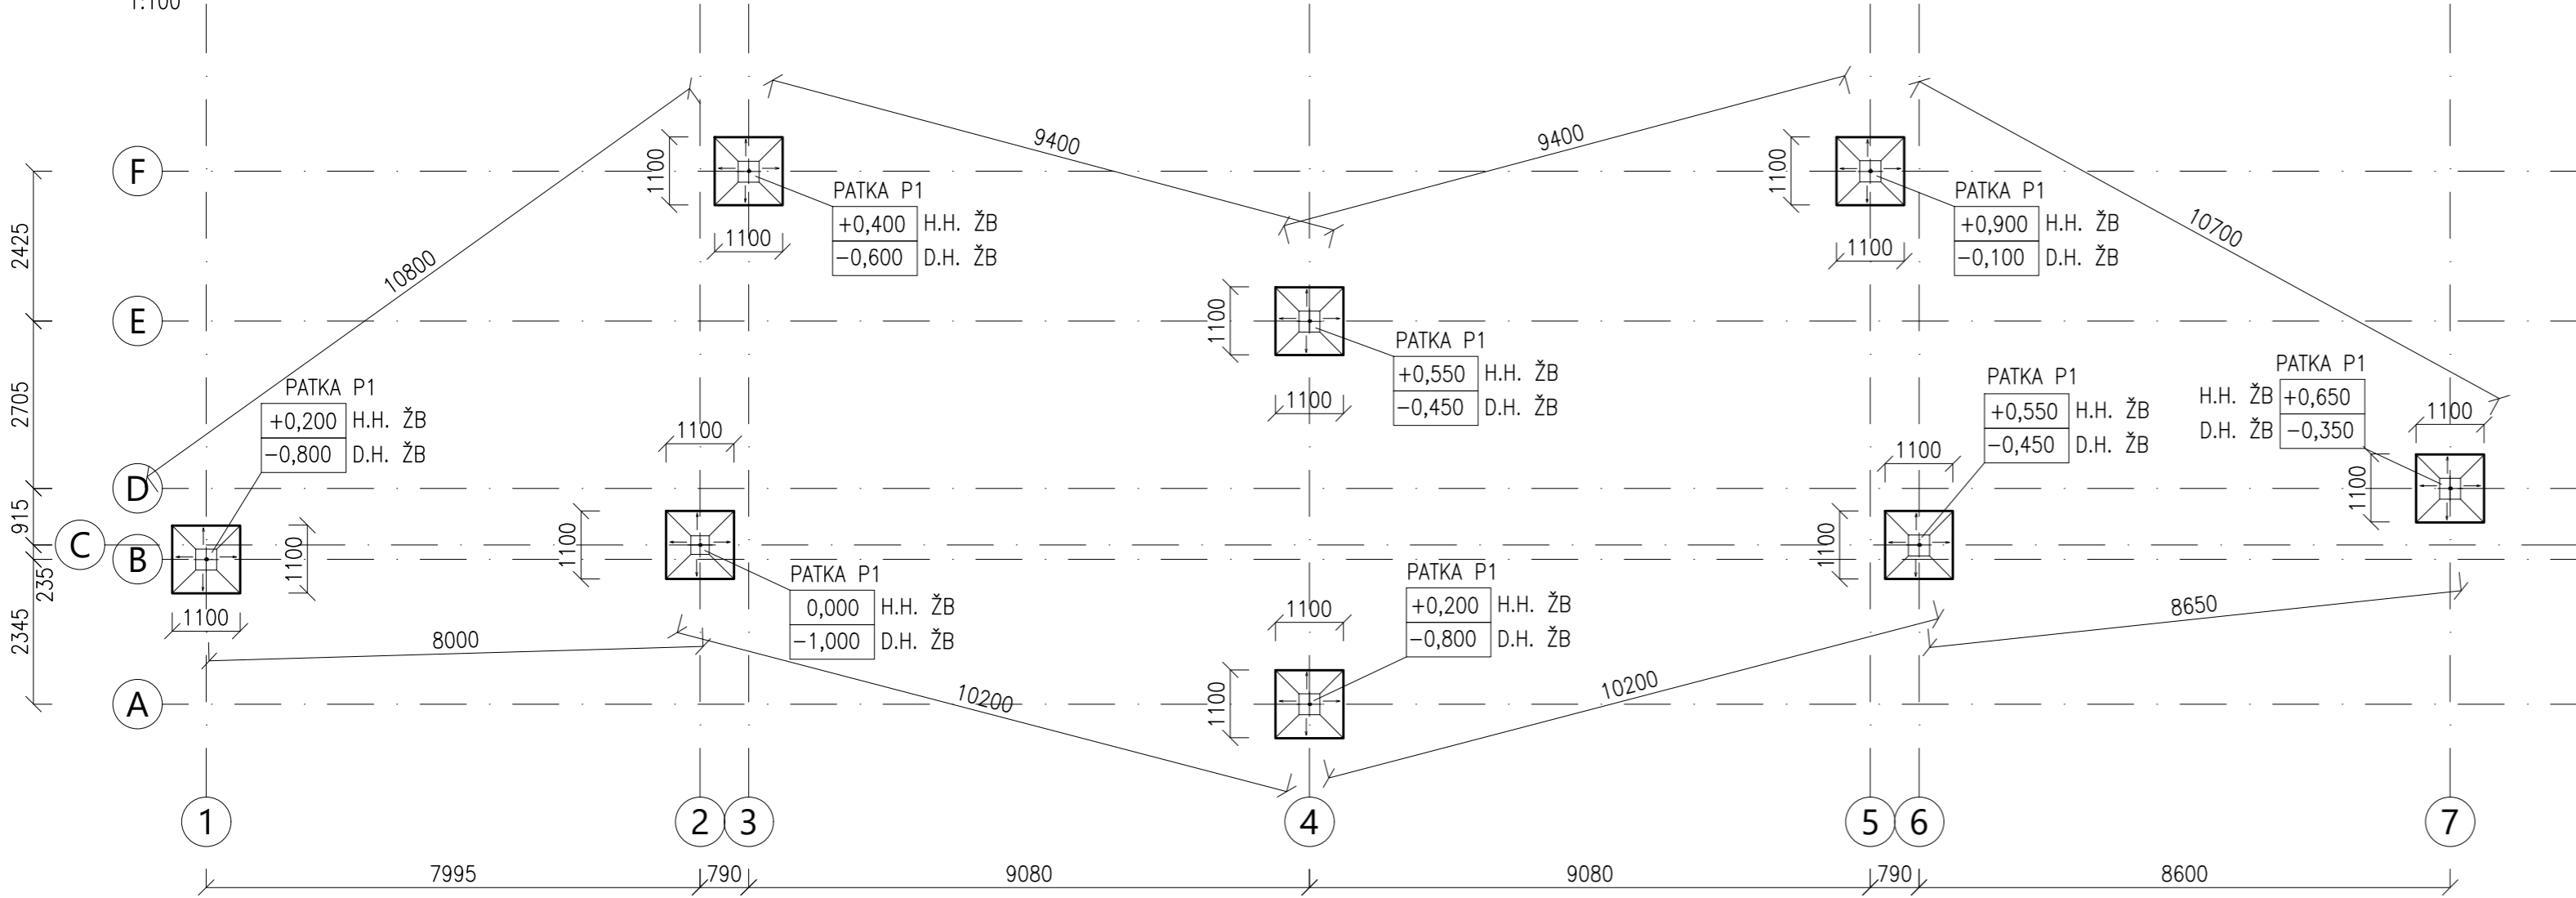 1:100
F
E
D
C
B
A
2425
2705
915
235
2345
10800
9400
9400
10700
1100
1100
PATKA P1
+0,400 H.H. ŽB
-0,600 D.H. ŽB
1100
1100
PATKA P1
+0,900 H.H. ŽB
-0,100 D.H. ŽB
1100
1100
PATKA P1
+0,550 H.H. ŽB
-0,450 D.H. ŽB
PATKA P1
+0,200 H.H. ŽB
-0,800 D.H. ŽB
1100
1100
1100
1100
PATKA P1
0,000 H.H. ŽB
-1,000 D.H. ŽB
1100
1100
PATKA P1
+0,200 H.H. ŽB
-0,800 D.H. ŽB
PATKA P1
+0,550 H.H. ŽB
-0,450 D.H. ŽB
1100
1100
PATKA P1
H.H. ŽB +0,650
D.H. ŽB -0,350
1100
1100
8000
10200
10200
8650
1
2
3
4
5
6
7
7995
790
9080
9080
790
8600